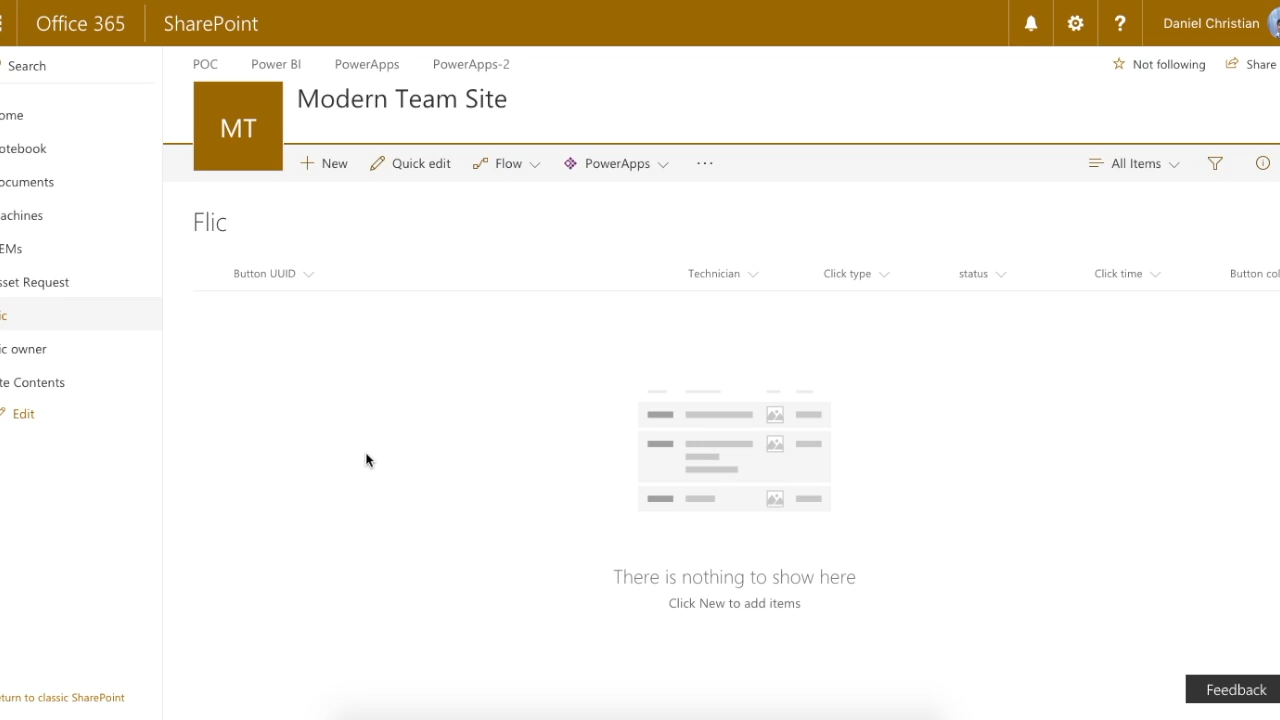 Office 365 SharePoint ? Daniel Christian
Search
POC Power BI PowerApps PowerApps-2 Not following Share
MT Modern Team Site
New Quick edit Flow PowerApps ... All Items
ome
otebook
ocuments
achines
EMs
sset Request
ic
ic owner
te Contents
Edit
Flic
Button UUID Technician Click type status Click time Button col
There is nothing to show here
Click New to add items
eturn to classic SharePoint
Feedback